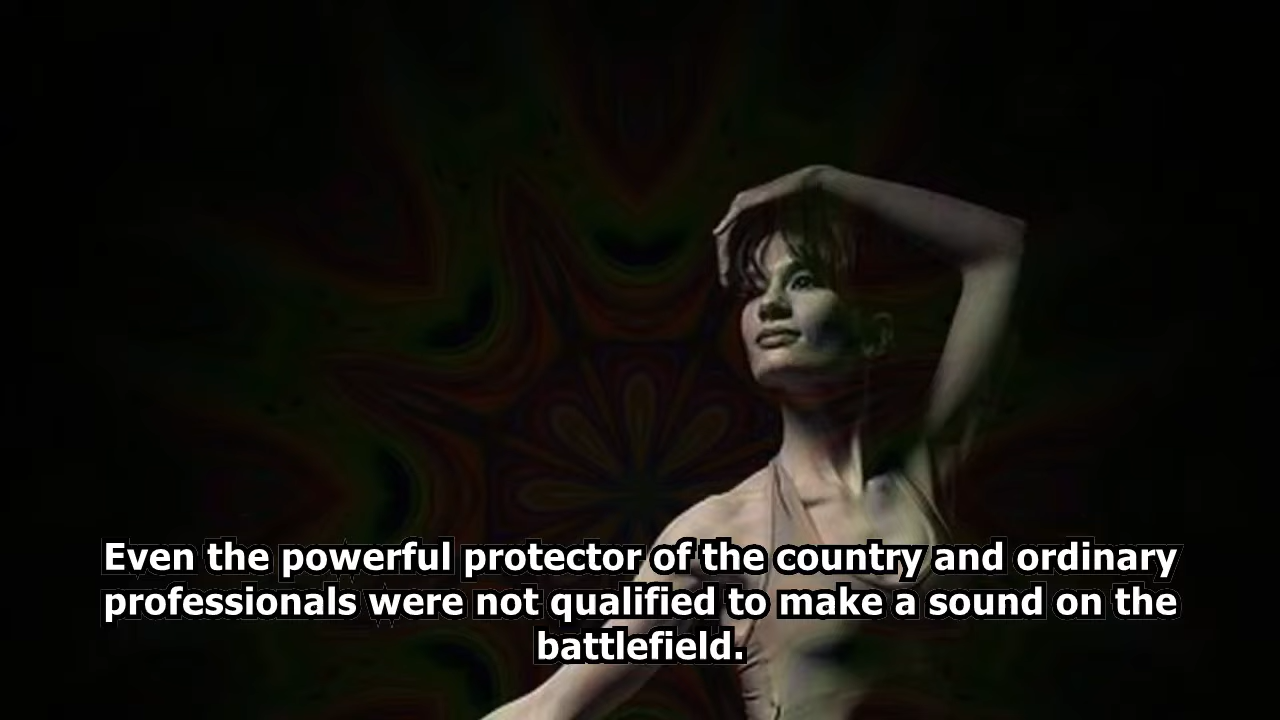 Even the powerful protector of the country and ordinary
professionals were not qualified to make a sound on the
battlefield.